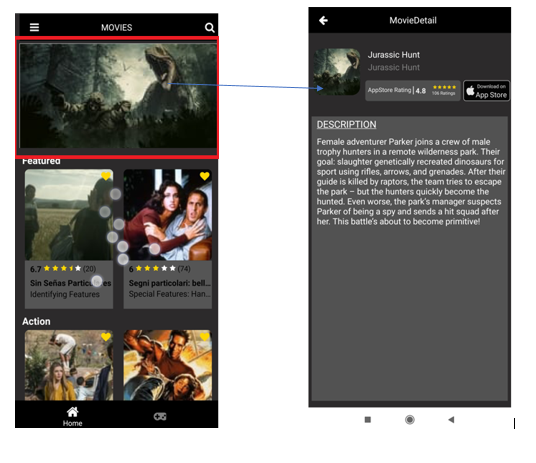 MOVIES
Featured
6.7 (20)
Sin Señas Particulares
Identifying Features
6 (74)
Segni particolari: bell...
Special Features: Han...
Action
Home
MovieDetail
Jurassic Hunt
Jurassic Hunt
AppStore Rating | 4.8
106 Ratings
Download on
App Store
DESCRIPTION
Female adventurer Parker joins a crew of male
trophy hunters in a remote wilderness park. Their
goal: slaughter genetically recreated dinosaurs for
sport using rifles, arrows, and grenades. After their
guide is killed by raptors, the team tries to escape
the park – but the hunters quickly become the
hunted. Even worse, the park's manager suspects
Parker of being a spy and sends a hit squad after
her. This battle's about to become primitive!